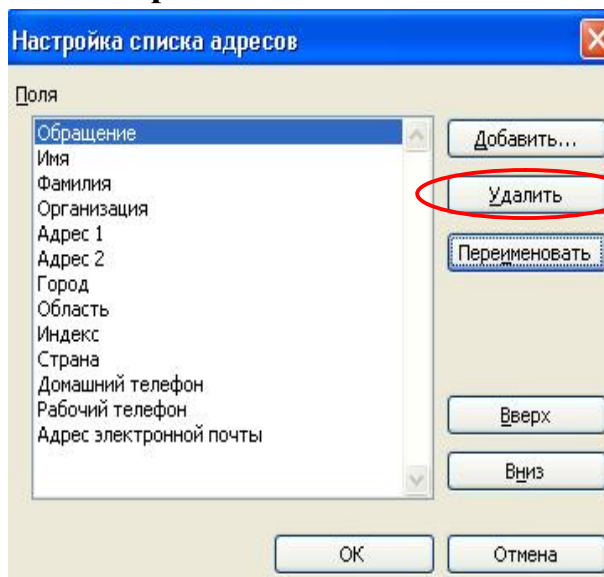 Настройка списка адресов
Поля
Обращение
Имя
Фамилия
Организация
Адрес 1
Адрес 2
Город
Область
Индекс
Страна
Домашний телефон
Рабочий телефон
Адрес электронной почты
Добавить...
Удалить
Переименовать
Вверх
Вниз
ОК
Отмена